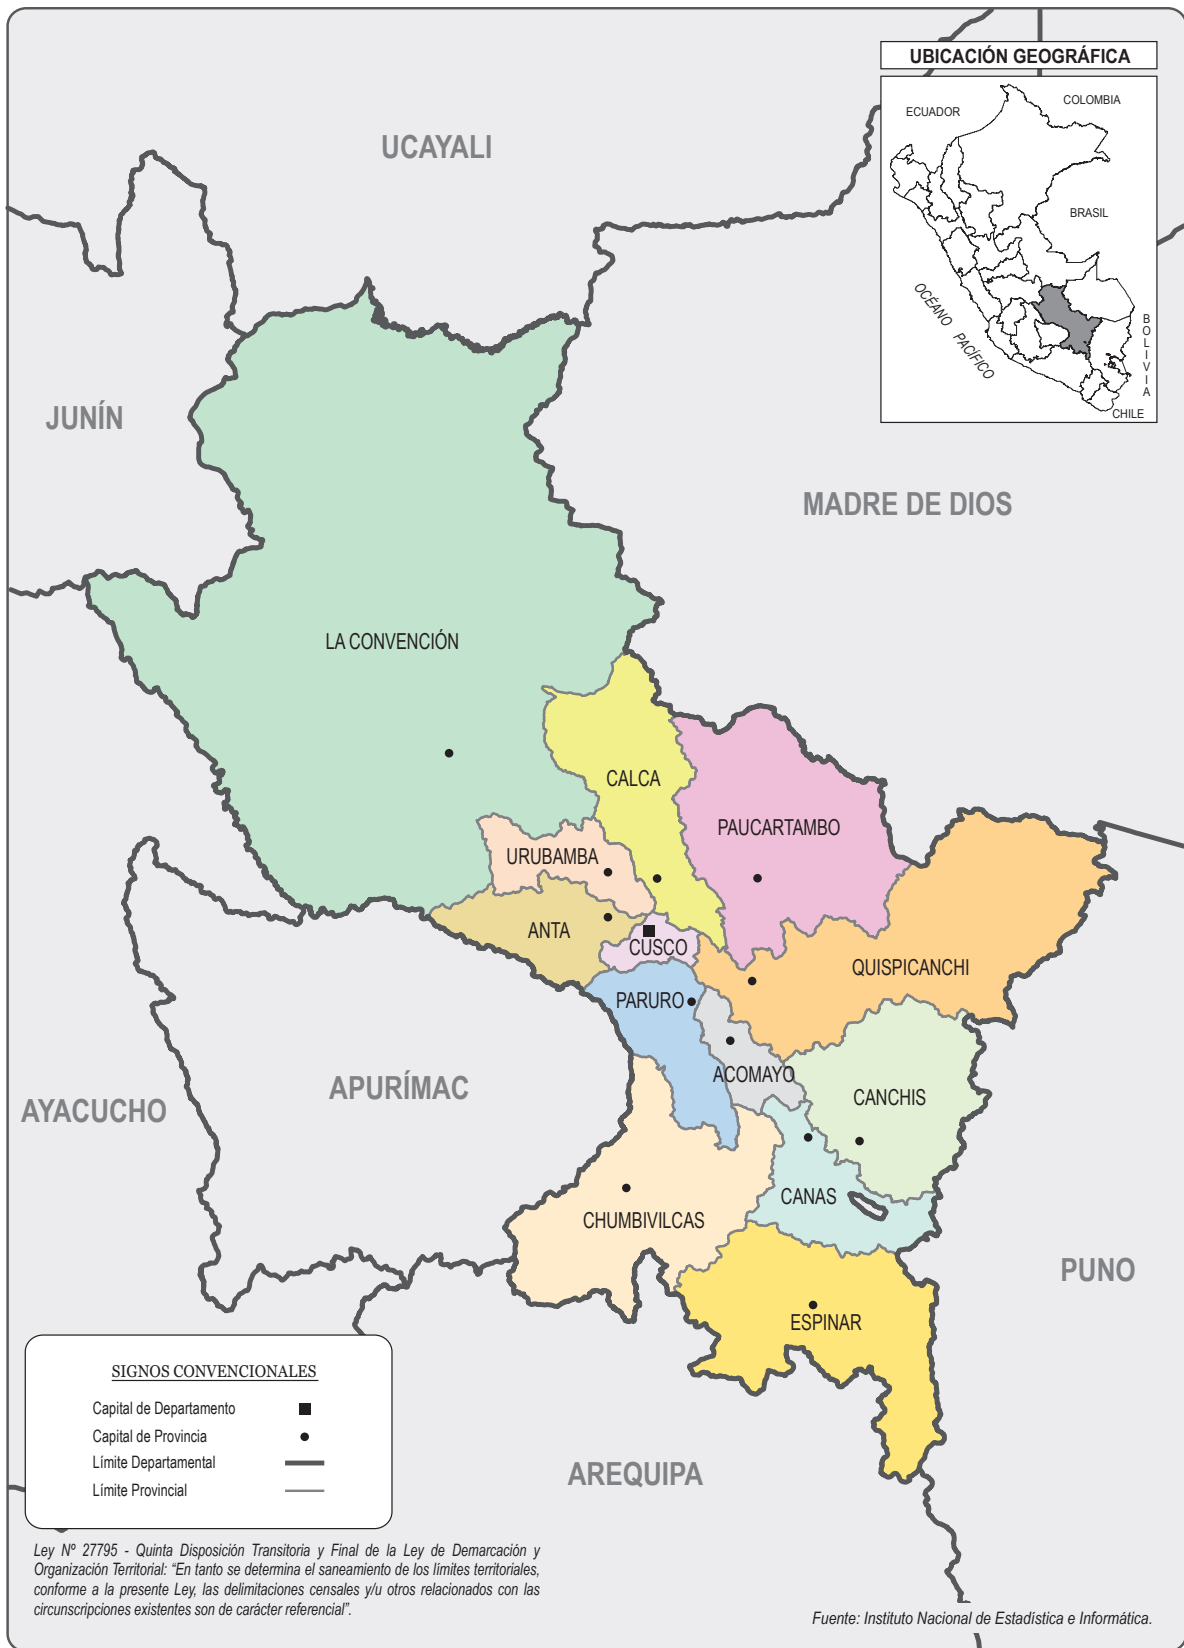 UBICACIÓN GEOGRÁFICA
ECUADOR
COLOMBIA
BRASIL
OCÉANO PACÍFICO
BOLIVIA
CHILE
UCAYALI
JUNÍN
MADRE DE DIOS
LA CONVENCIÓN
CALCA
PAUCARTAMBO
URUBAMBA
ANTA
CUSCO
QUISPICANCHI
PARURO
ACOMAYO
CANCHIS
APURÍMAC
AYACUCHO
CANAS
CHUMBIVILCAS
PUNO
ESPINAR
AREQUIPA
SIGNOS CONVENCIONALES
Capital de Departamento
Capital de Provincia
Límite Departamental
Límite Provincial
Ley Nº 27795 - Quinta Disposición Transitoria y Final de la Ley de Demarcación y
Organización Territorial: “En tanto se determina el saneamiento de los límites territoriales,
conforme a la presente Ley, las delimitaciones censales y/u otros relacionados con las
circunscripciones existentes son de carácter referencial”.
Fuente: Instituto Nacional de Estadística e Informática.